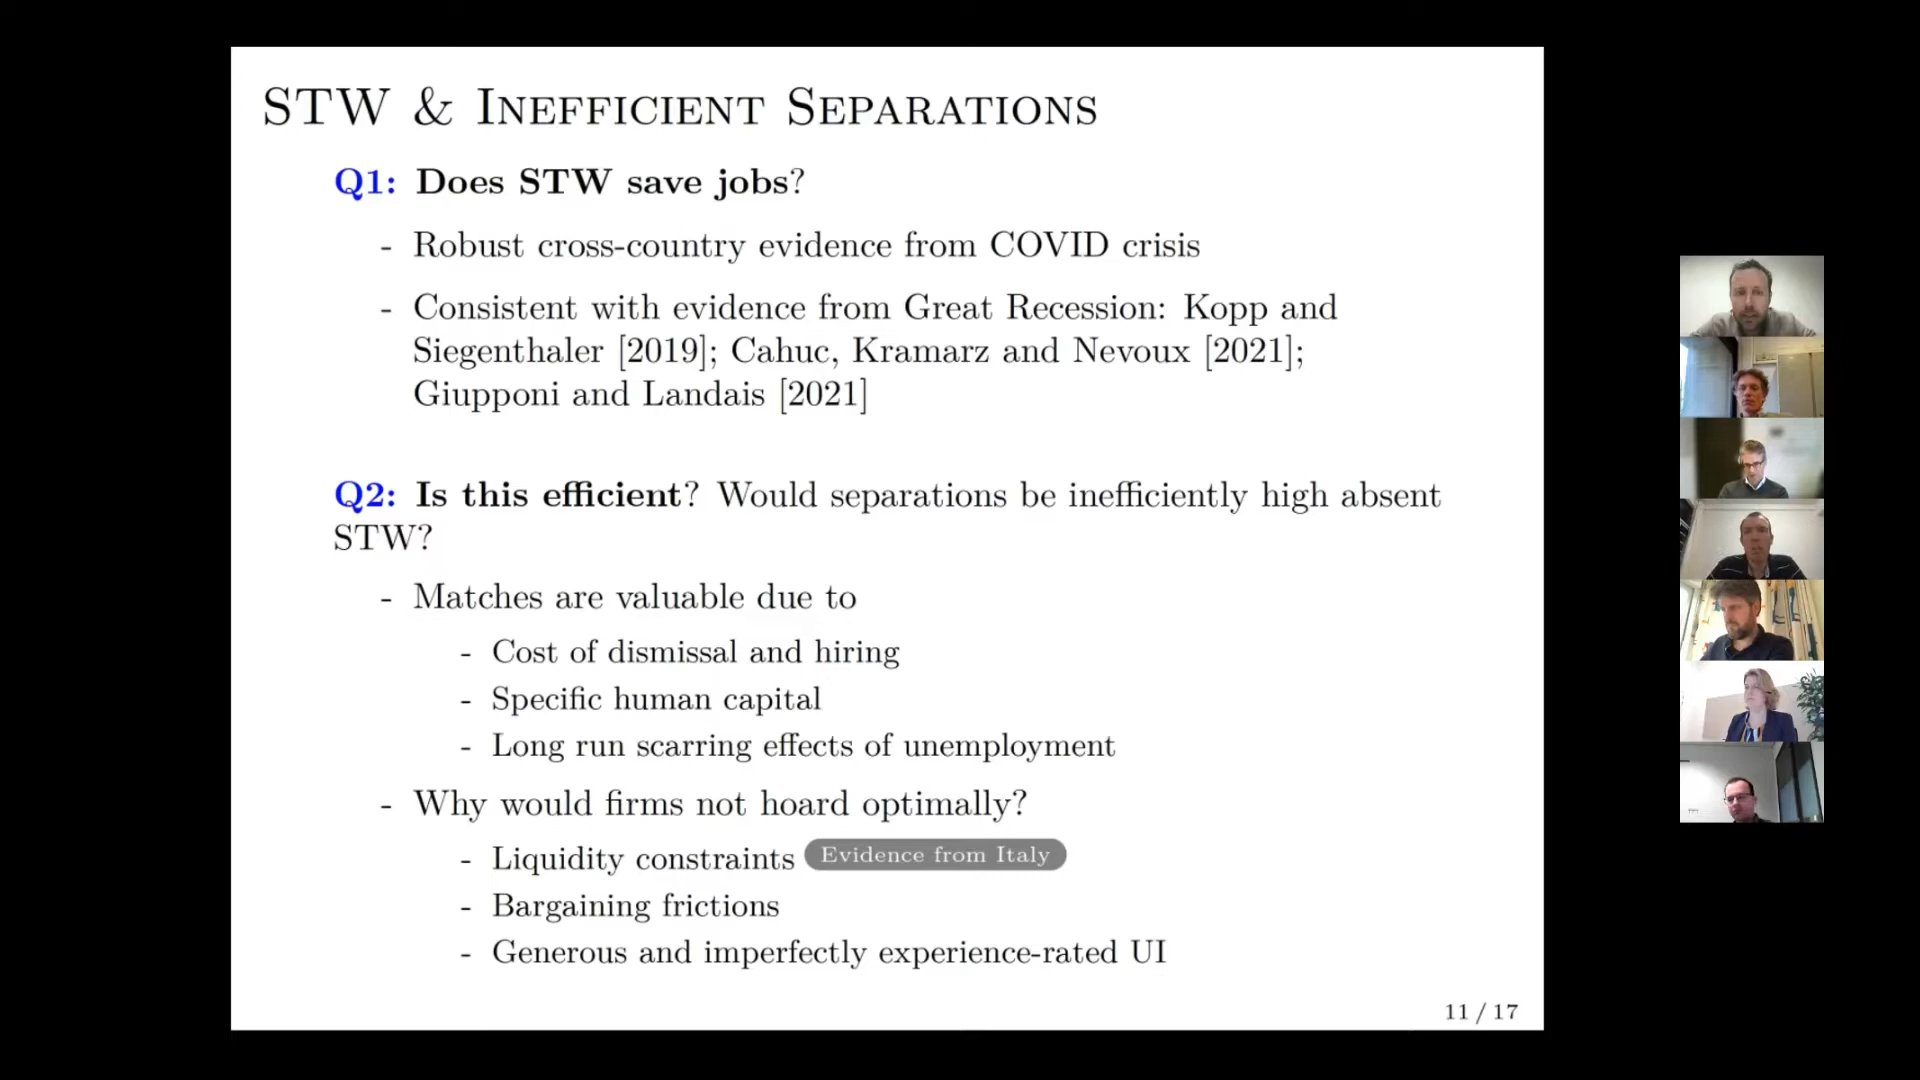 STW & Inefficient Separations
Q1: Does STW save jobs?
- Robust cross-country evidence from COVID crisis
- Consistent with evidence from Great Recession: Kopp and
Siegenthaler [2019]; Cahuc, Kramarz and Nevoux [2021];
Giupponi and Landais [2021]
Q2: Is this efficient? Would separations be inefficiently high absent
STW?
- Matches are valuable due to
- Cost of dismissal and hiring
- Specific human capital
- Long run scarring effects of unemployment
- Why would firms not hoard optimally?
- Liquidity constraints Evidence from Italy
- Bargaining frictions
- Generous and imperfectly experience-rated UI
11 / 17